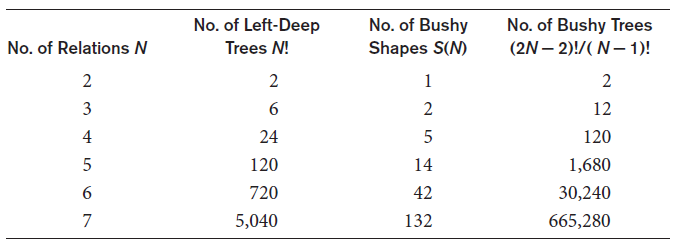 No. of Left-Deep No. of Bushy No. of Bushy Trees
No. of Relations N Trees N! Shapes S(N) (2N – 2)!/( N – 1)!
2 2 1 2
3 6 2 12
4 24 5 120
5 120 14 1,680
6 720 42 30,240
7 5,040 132 665,280